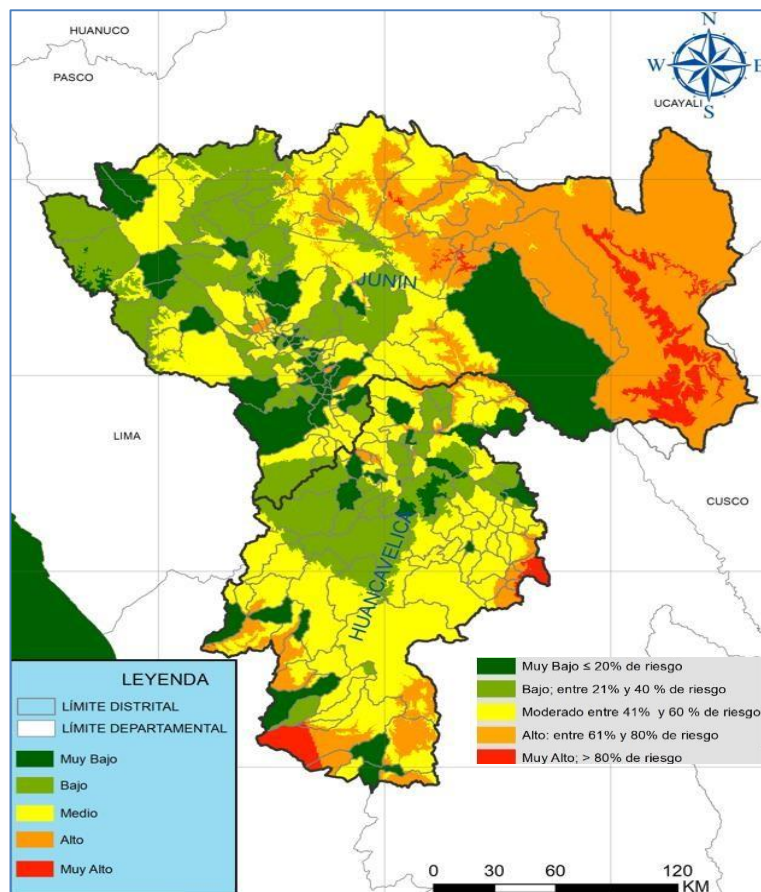 HUANUCO
PASCO
N
W
E
S
UCAYALI
JUNIN
LIMA
CUSCO
HUANCAVELICA
LEYENDA
LÍMITE DISTRITAL
LÍMITE DEPARTAMENTAL
Muy Bajo
Bajo
Medio
Alto
Muy Alto
Muy Bajo ≤ 20% de riesgo
Bajo; entre 21% y 40 % de riesgo
Moderado entre 41% y 60 % de riesgo
Alto: entre 61% y 80% de riesgo
Muy Alto; > 80% de riesgo
0 30 60 120
KM